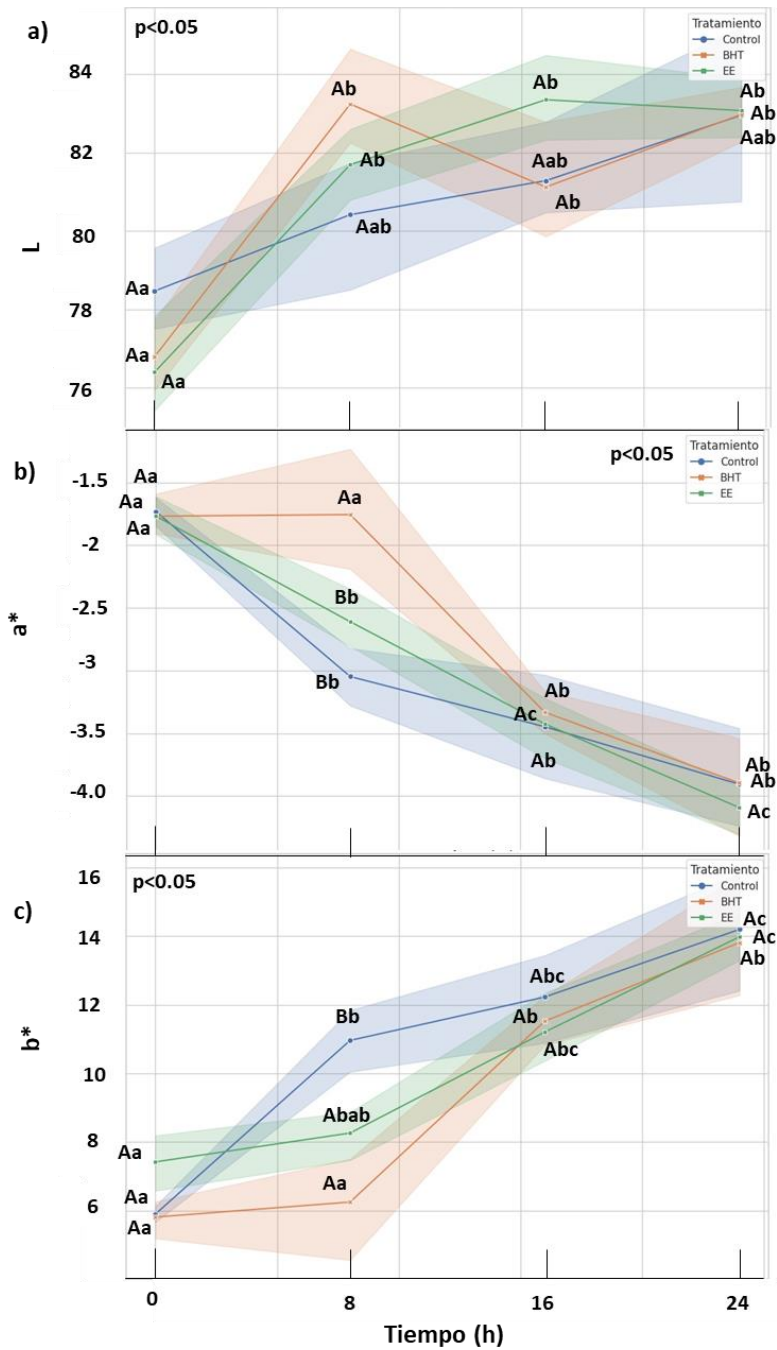 a)
p<0.05
Tratamiento
Control
BHT
EE
84
82
80
78
76
L
Aa
Aa
Aa
Ab
Ab
Aab
Ab
Aab
Ab
Ab
Ab
Aab
b)
p<0.05
Tratamiento
Control
BHT
EE
-1.5
-2
-2.5
-3
-3.5
-4.0
a*
Aa
Aa
Aa
Aa
Bb
Bb
Ab
Ac
Ab
Ab
Ab
Ac
c)
p<0.05
Tratamiento
Control
BHT
EE
16
14
12
10
8
6
b*
Aa
Aa
Aa
Bb
Abab
Aa
Abc
Ab
Abc
Ac
Ac
Ab
0 8 16 24
Tiempo (h)